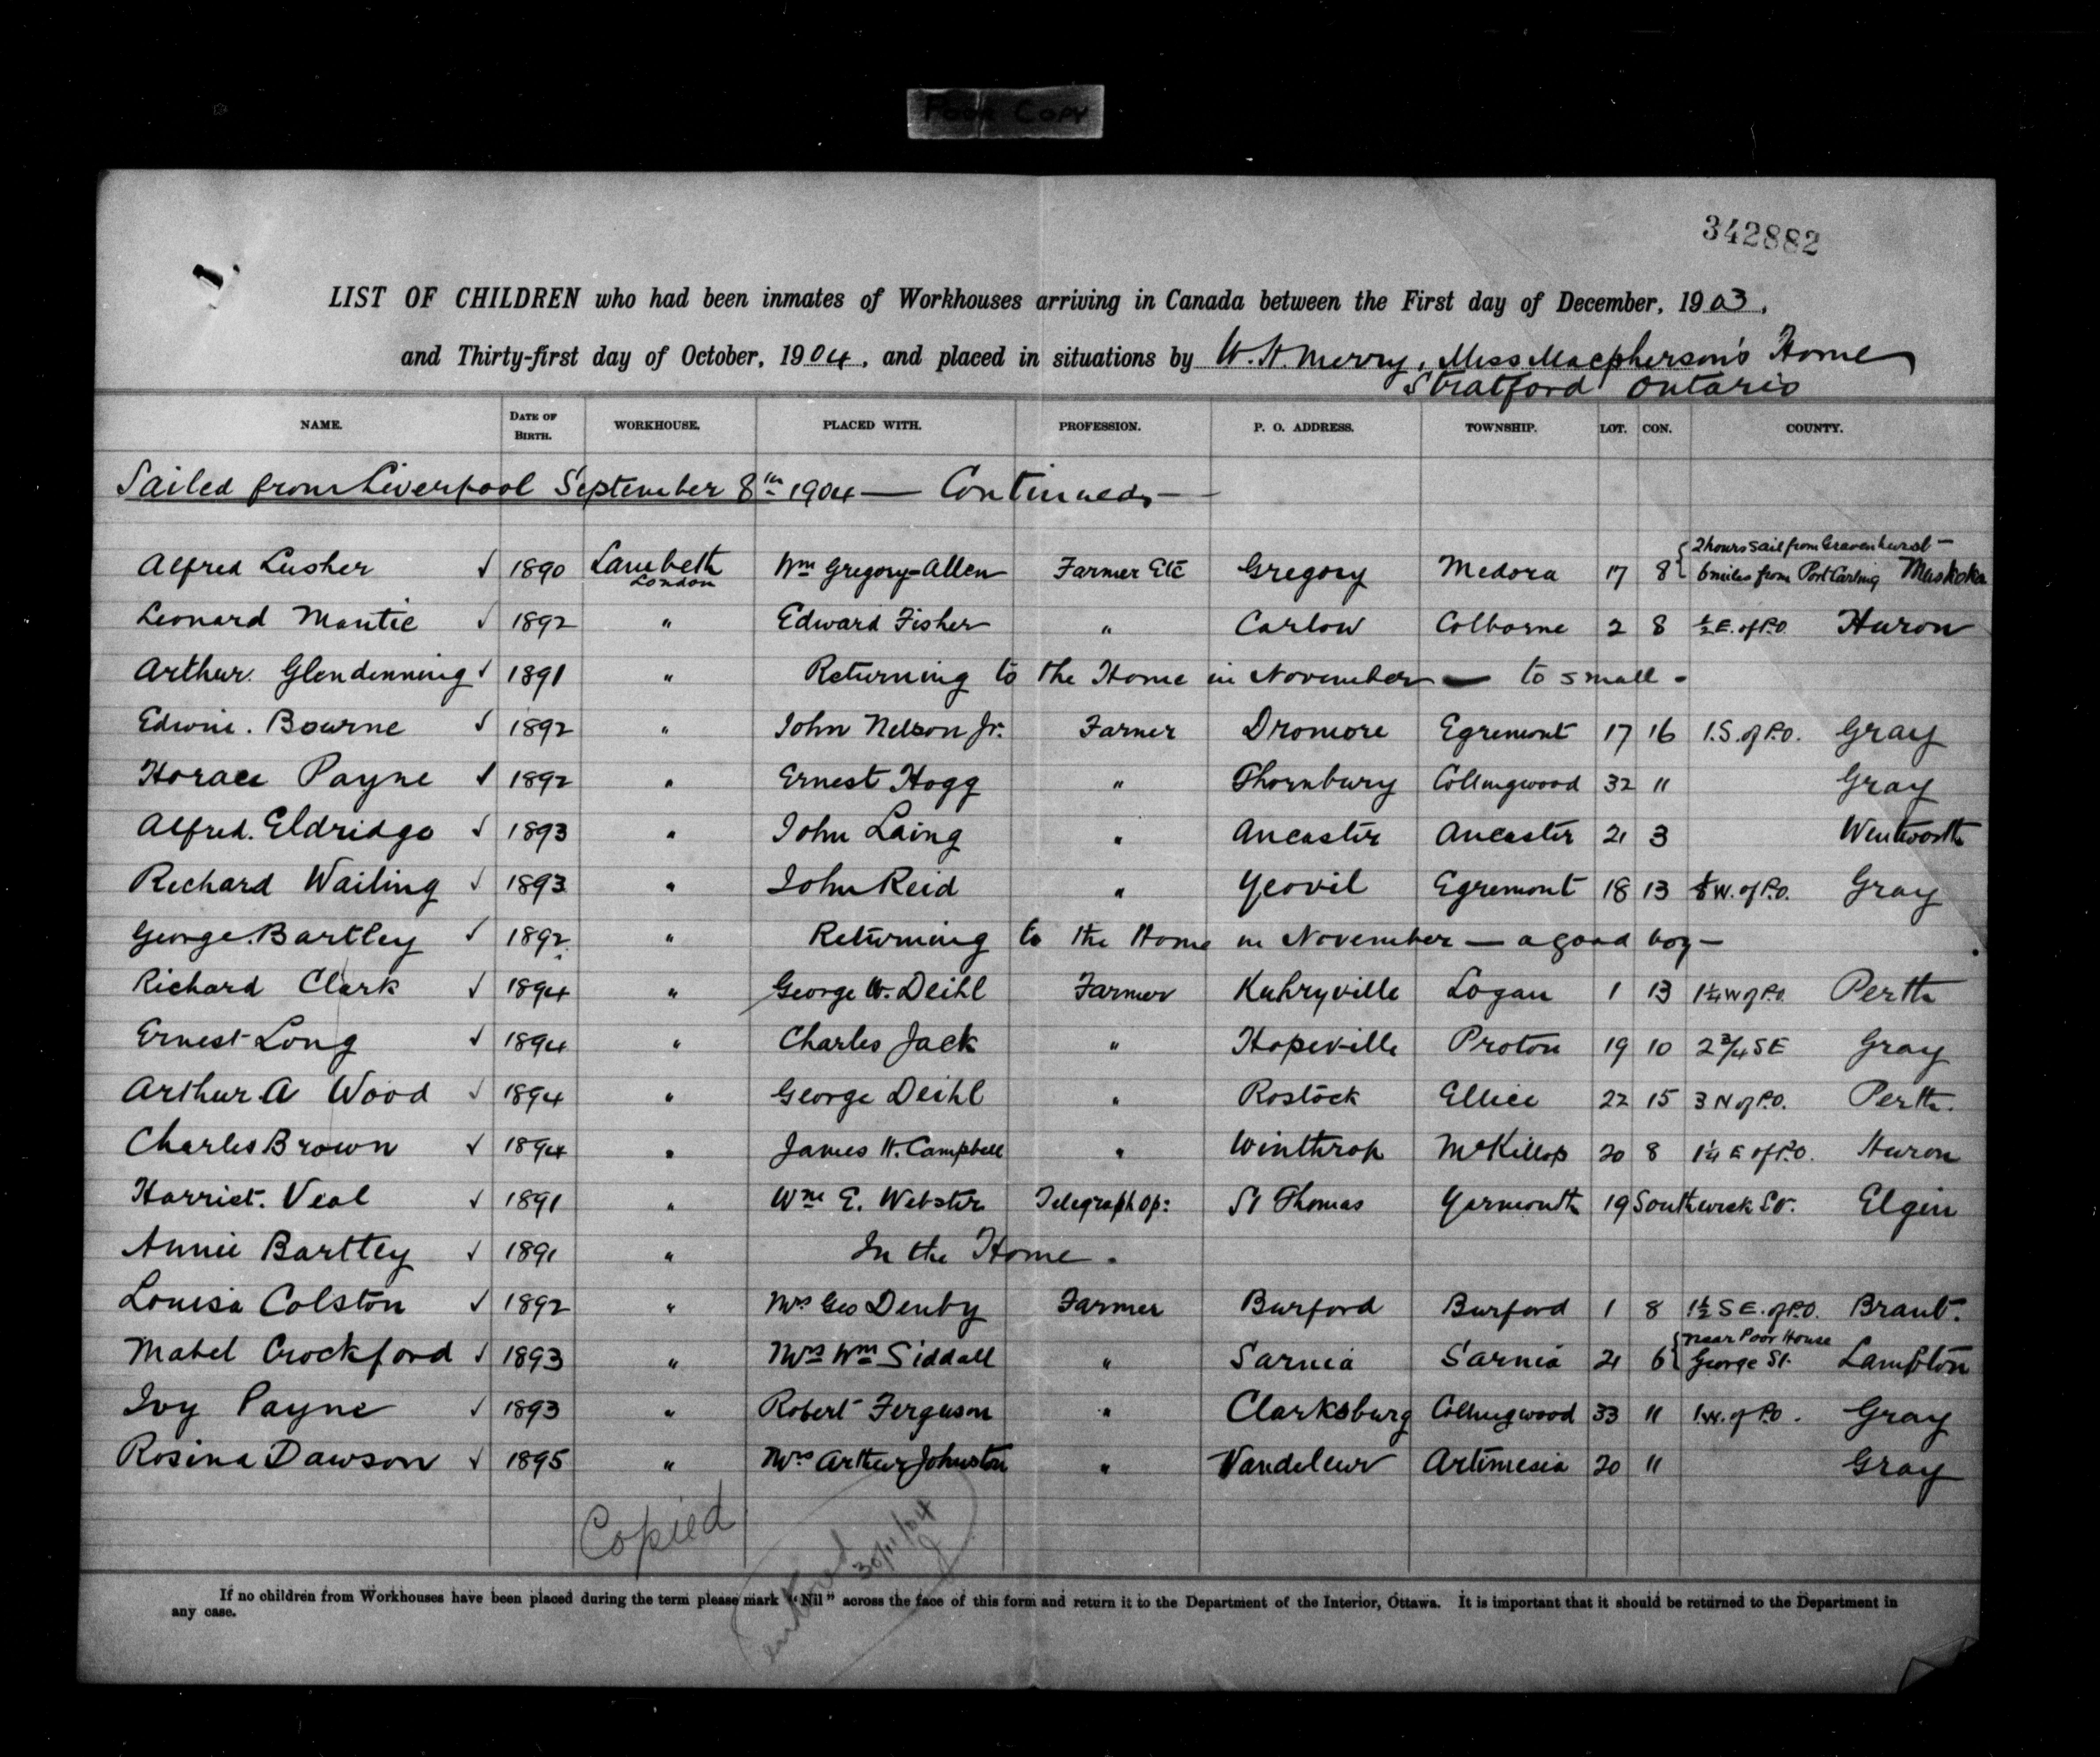 Poor Copy
342882
LIST OF CHILDREN who had been inmates of Workhouses arriving in Canada between the First day of December, 1903,
and Thirty-first day of October, 1904, and placed in situations by W. H. Merry, Miss Macpherson's Home
Stratford Ontario
NAME. DATE OF BIRTH. WORKHOUSE. PLACED WITH. PROFESSION. P. O. ADDRESS. TOWNSHIP. LOT. CON. COUNTY.
Sailed from Liverpool September 8th 1904 — Continued —
2 hours sail from Gravenhurst —
Alfred Lusher √ 1890 Lambeth London Wm Gregory-Allen Farmer Etc Gregory Medora 17 8 6 miles from Port Carling Muskoka
Leonard Mantie √ 1892 " Edward Fisher " Carlow Colborne 2 8 ½ E. of P.O. Huron
Arthur Glendenning √ 1891 " Returning to the Home in November — to small -
Edwin. Bourne √ 1892 " John Nelson Jr. Farmer Dromore Egremont 17 16 1. S. of P.O. Gray
Horace Payne √ 1892 " Ernest Hogg " Thornbury Collingwood 32 11 Gray
Alfred. Eldridge √ 1893 " John Laing " Ancaster Ancaster 21 3 Wentworth
Richard Wailing √ 1893 " John Reid " Yeovil Egremont 18 13 W. of P.O. Gray
George. Bartley √ 1892 " Returning to the Home in November — a good boy —
Richard Clark √ 1894 " George W. Deihl Farmer Kuhryville Logan 1 13 1¼ W of P.O. Perth
Ernest Long √ 1894 " Charles Jack " Hopeville Proton 19 10 2¾ SE Gray
Arthur A Wood √ 1894 " George Deihl " Rostock Ellice 22 15 3 N of P.O. Perth.
Charles Brown √ 1894 " James H. Campbell " Winthrop McKillop 20 8 1¼ E of P.O. Huron
Harriet. Veal √ 1891 " Wm E. Webster Telegraph Op: St Thomas Yarmouth 19 Southwick St. Elgin
Annie Bartley √ 1891 " In the Home.
Louisa Colston √ 1892 " Mrs Geo Denby Farmer Burford Burford 1 8 1½ S E. of P.O. Brant.
near Poor House
Mabel Crockford √ 1893 " Mrs Wm Siddall " Sarnia Sarnia 21 6 George St. Lambton
Ivy Payne √ 1893 " Robert Ferguson " Clarksburg Collingwood 33 11 1. W. of P.O. Gray
Rosina Dawson √ 1895 " Mrs Arthur Johnston " Vandeleur Artimesia 20 11 Gray
Copied
entered 30/11/04
If no children from Workhouses have been placed during the term please mark "Nil" across the face of this form and return it to the Department of the Interior, Ottawa. It is important that it should be returned to the Department in
any case.